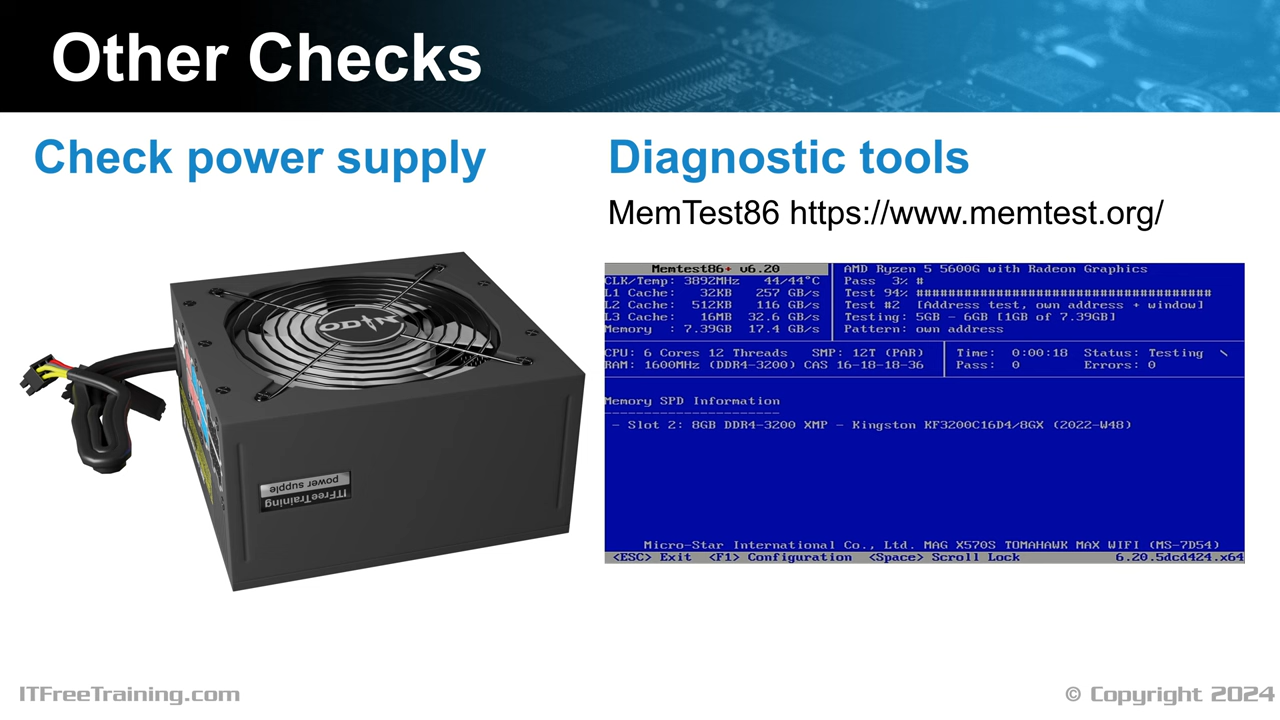 Other Checks
Check power supply
ODIN
ITFreeTraining
power supple
Diagnostic tools
MemTest86 https://www.memtest.org/
Memtest86+ v6.20
AMD Ryzen 5 5600G with Radeon Graphics
CLK/Temp: 3892MHz 44/44°C
Pass 3% #
L1 Cache: 32KB 257 GB/s
Test 94% #####################################
L2 Cache: 512KB 116 GB/s
Test #2 [Address test, own address + window]
L3 Cache: 16MB 32.6 GB/s
Testing: 5GB - 6GB [1GB of 7.39GB]
Memory : 7.39GB 17.4 GB/s
Pattern: own address
CPU: 6 Cores 12 Threads SMP: 12T (PAR)
Time: 0:00:18 Status: Testing \
RAM: 1600MHz (DDR4-3200) CAS 16-18-18-36
Pass: 0 Errors: 0
Memory SPD Information
----------------------
- Slot 2: 8GB DDR4-3200 XMP - Kingston KF3200C16D4/8GX (2022-W48)
Micro-Star International Co., Ltd. MAG X570S TOMAHAWK MAX WIFI (MS-7D54)
<ESC> Exit <F1> Configuration <Space> Scroll Lock 6.20.5dcd424.x64
ITFreeTraining.com
© Copyright 2024